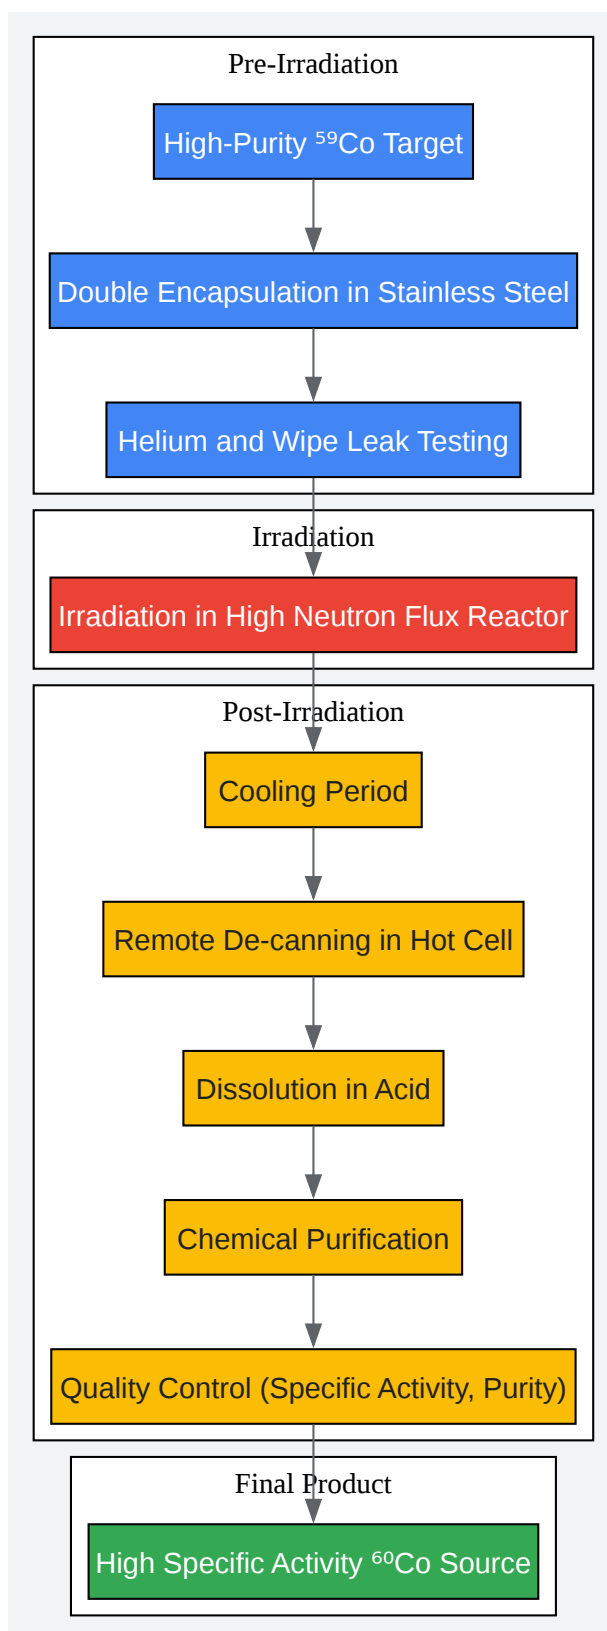 Pre-Irradiation
High-Purity ⁵⁹Co Target
Double Encapsulation in Stainless Steel
Helium and Wipe Leak Testing
Irradiation
Irradiation in High Neutron Flux Reactor
Post-Irradiation
Cooling Period
Remote De-canning in Hot Cell
Dissolution in Acid
Chemical Purification
Quality Control (Specific Activity, Purity)
Final Product
High Specific Activity ⁶⁰Co Source